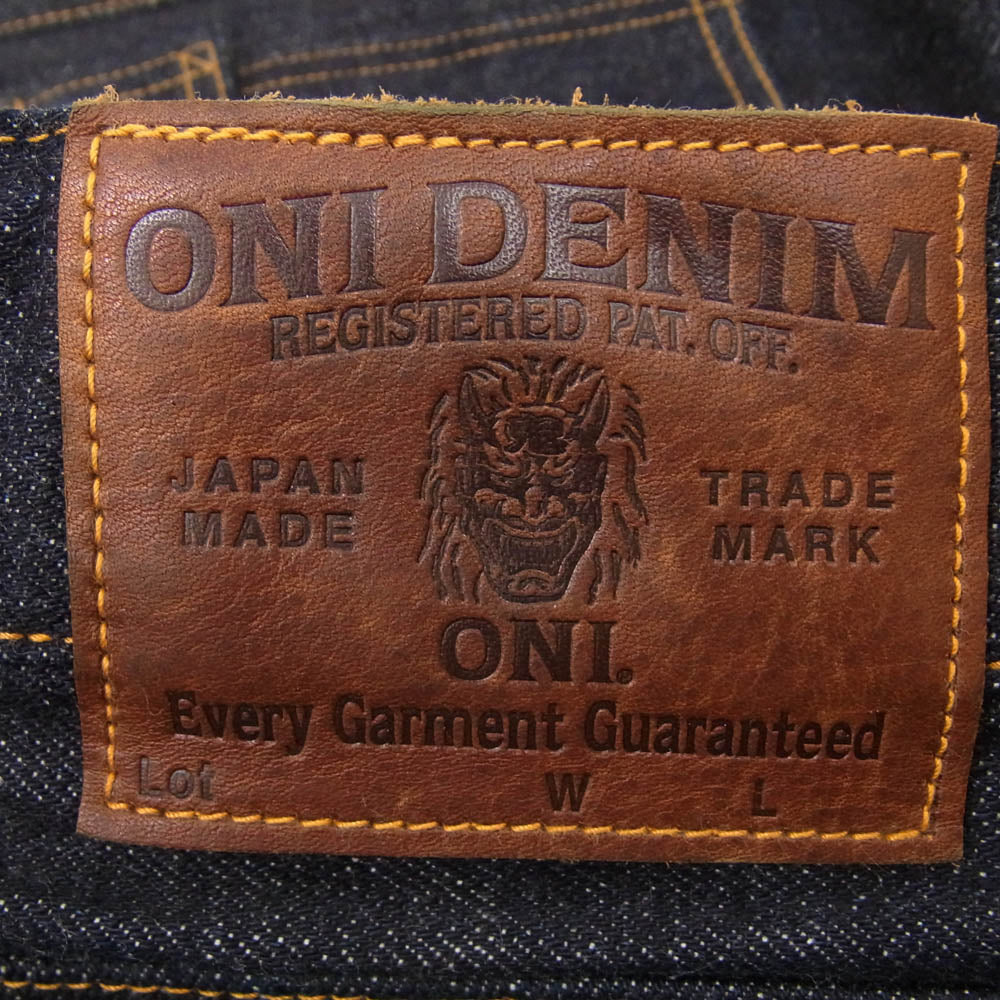 ONI DENIM
REGISTERED PAT. OFF.
JAPAN
MADE
TRADE
MARK
ONI.
Every Garment Guaranteed
Lot W L